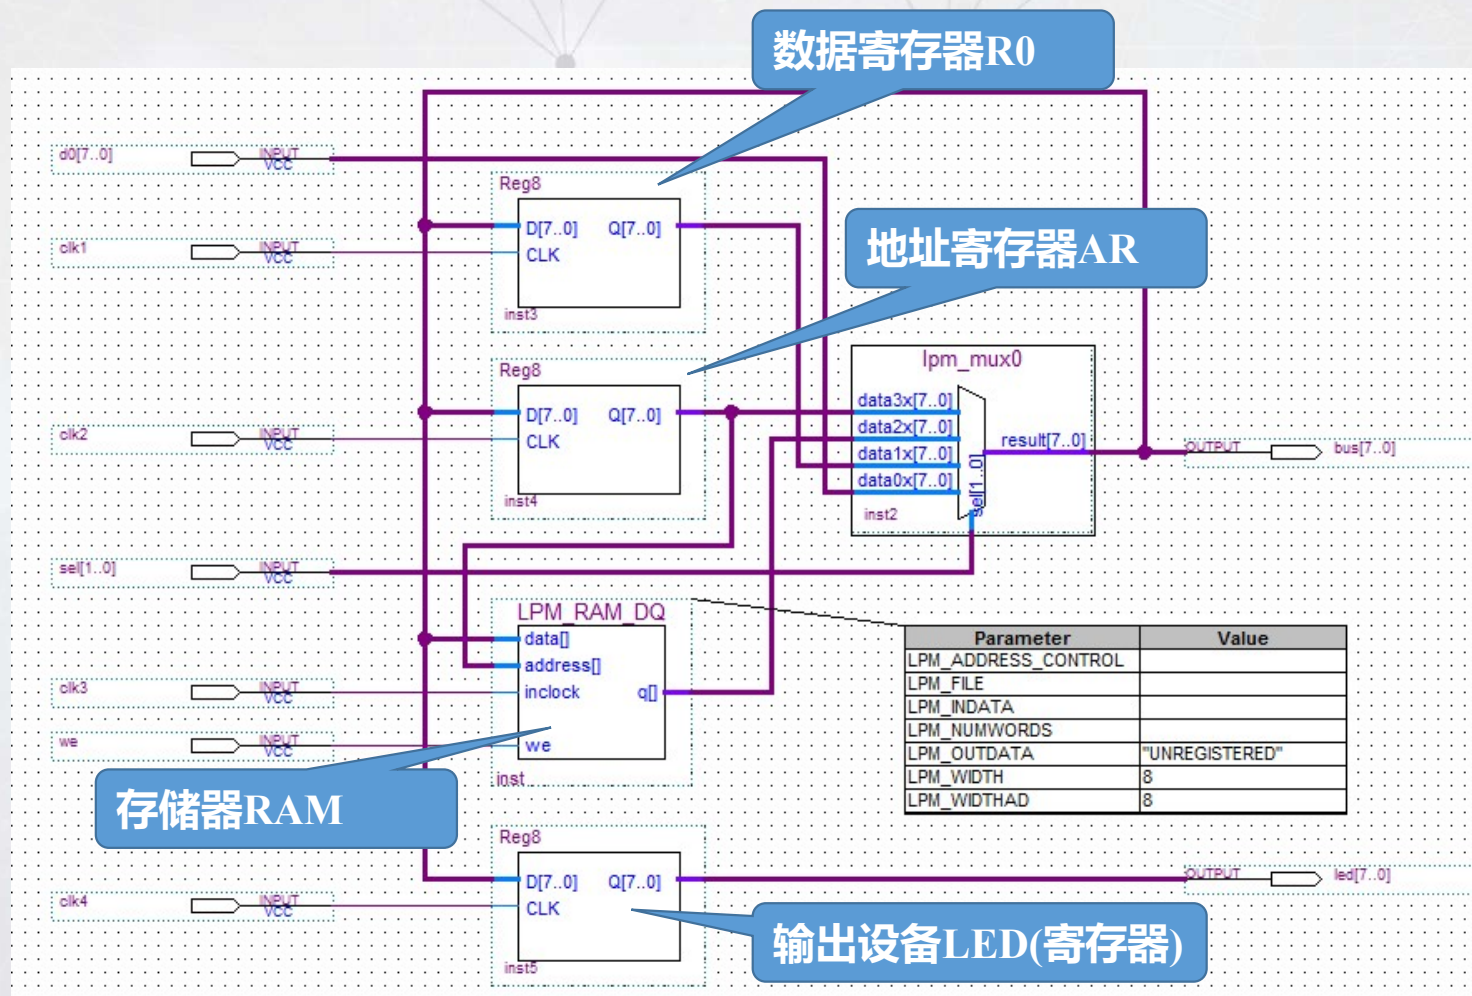 数据寄存器R0
d0[7..0]
INPUT
VCC
Reg8
D[7..0]
Q[7..0]
CLK
inst3
clk1
INPUT
VCC
地址寄存器AR
Reg8
D[7..0]
Q[7..0]
CLK
inst4
clk2
INPUT
VCC
lpm_mux0
data3x[7..0]
data2x[7..0]
data1x[7..0]
data0x[7..0]
sel[1..0]
result[7..0]
inst2
OUTPUT
bus[7..0]
sel[1..0]
INPUT
VCC
LPM_RAM_DQ
data[]
address[]
inclock
q[]
we
inst
clk3
INPUT
VCC
we
INPUT
VCC
Parameter Value
LPM_ADDRESS_CONTROL
LPM_FILE
LPM_INDATA
LPM_NUMWORDS
LPM_OUTDATA "UNREGISTERED"
LPM_WIDTH 8
LPM_WIDTHAD 8
存储器RAM
Reg8
D[7..0]
Q[7..0]
CLK
inst5
clk4
INPUT
VCC
OUTPUT
led[7..0]
输出设备LED(寄存器)